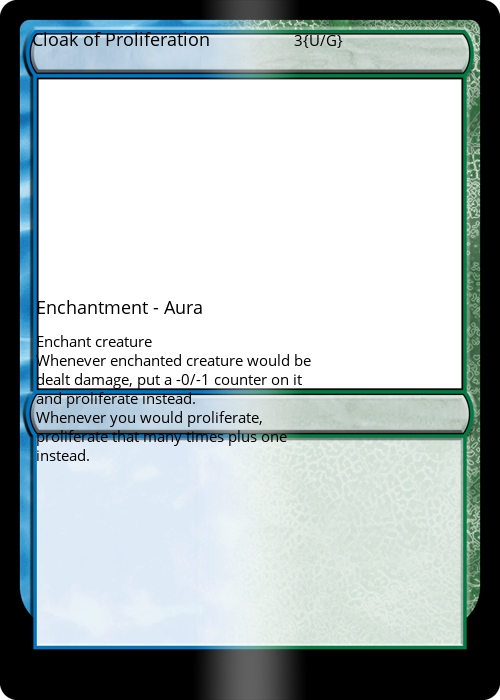 Cloak of Proliferation 3{U/G}
Enchantment - Aura
Enchant creature
Whenever enchanted creature would be
dealt damage, put a -0/-1 counter on it
and proliferate instead.
Whenever you would proliferate,
proliferate that many times plus one
instead.